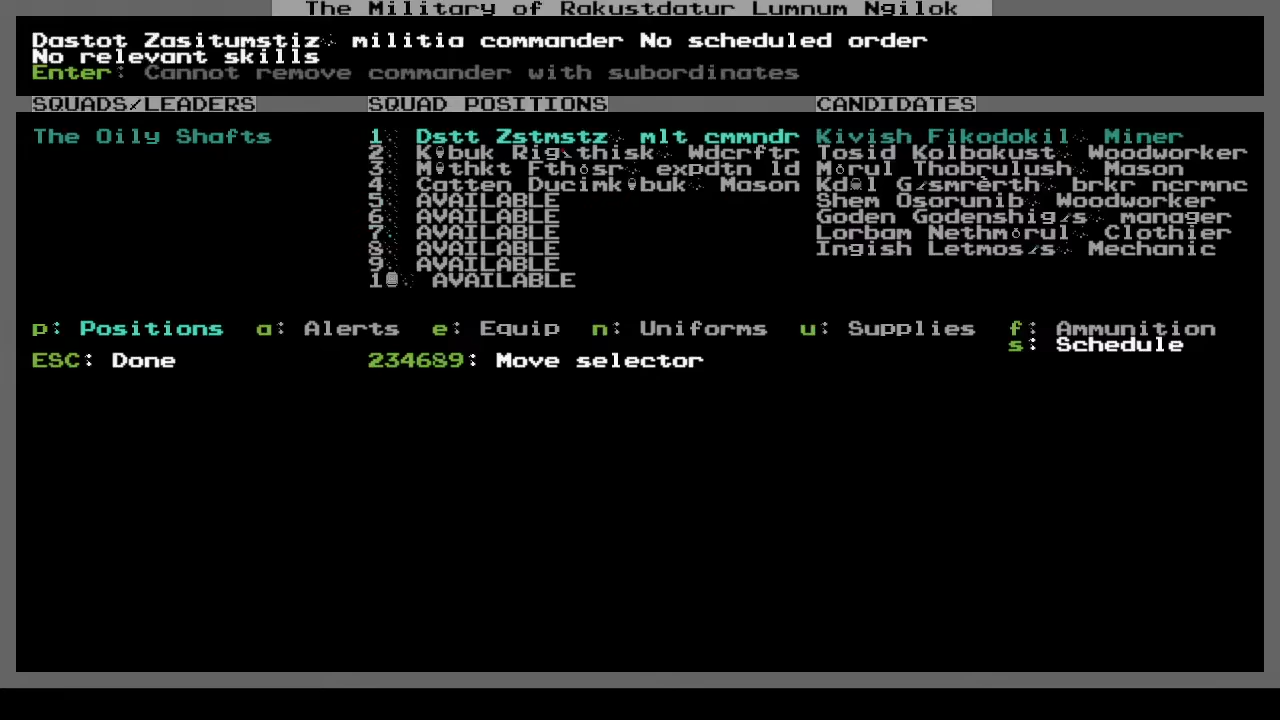 The Military of Rakustdatur Lumnum Ngilok
Dastot Zasitumstiz militia commander No scheduled order
No relevant skills
Enter: Cannot remove commander with subordinates
SQUADS/LEADERS SQUAD POSITIONS CANDIDATES
The Oily Shafts 1 Dstt Zstmstz mlt cmmndr Kivish Fikodokil Miner
2 Wdcrftr Tosid Kolbakust Woodworker
3 expdtn ld Thobrulush Mason
4 Catten Mason brkr ncrmnc
5 AVAILABLE Shem Osorunib Woodworker
6 AVAILABLE Goden manager
7 AVAILABLE Lorbam Clothier
8 AVAILABLE Ingish Mechanic
9 AVAILABLE
AVAILABLE
p: Positions a: Alerts e: Equip n: Uniforms u: Supplies f: Ammunition
s: Schedule
ESC: Done 234689: Move selector